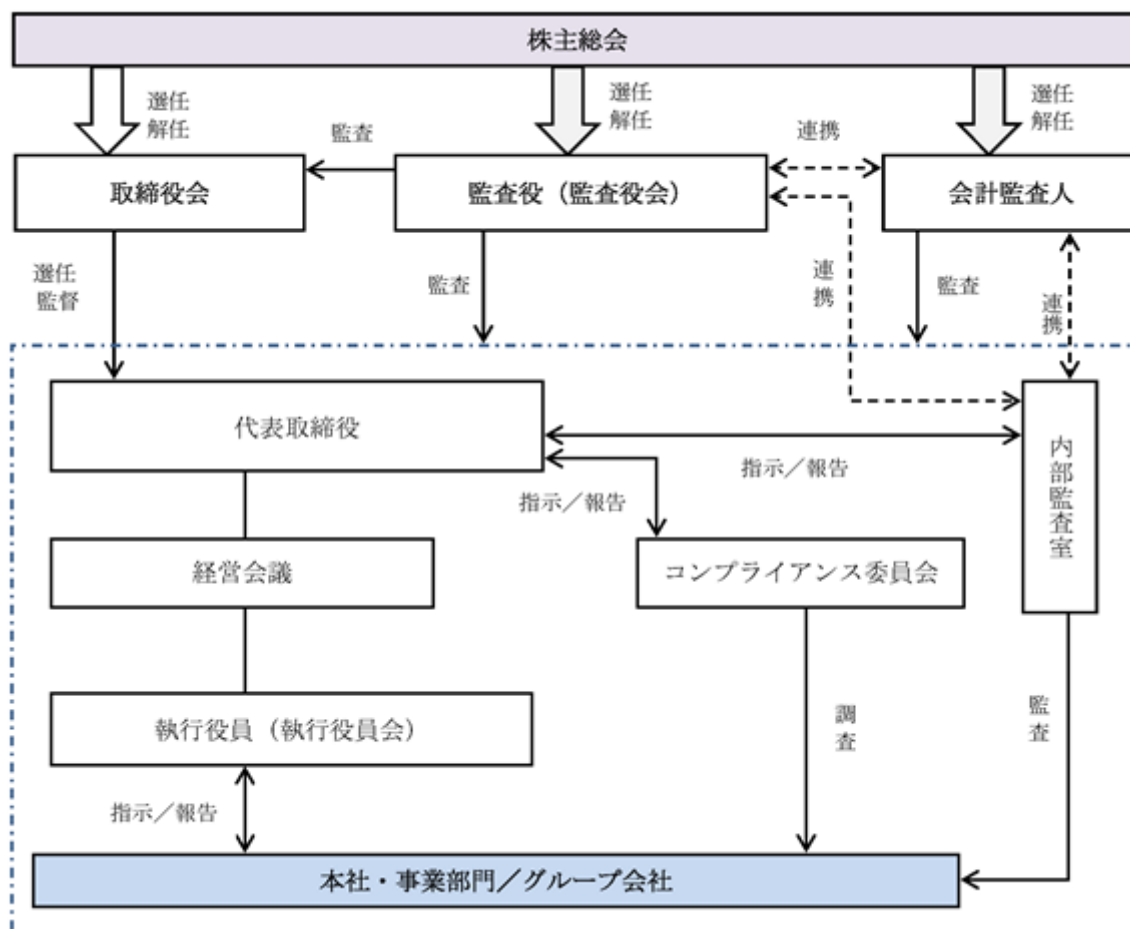 株主総会
選任
解任
選任
解任
選任
解任
監査
連携
取締役会
監査役（監査役会）
会計監査人
選任
監督
監査
連携
監査
連携
代表取締役
指示／報告
指示／報告
内部監査室
経営会議
コンプライアンス委員会
執行役員（執行役員会）
調査
監査
指示／報告
本社・事業部門／グループ会社